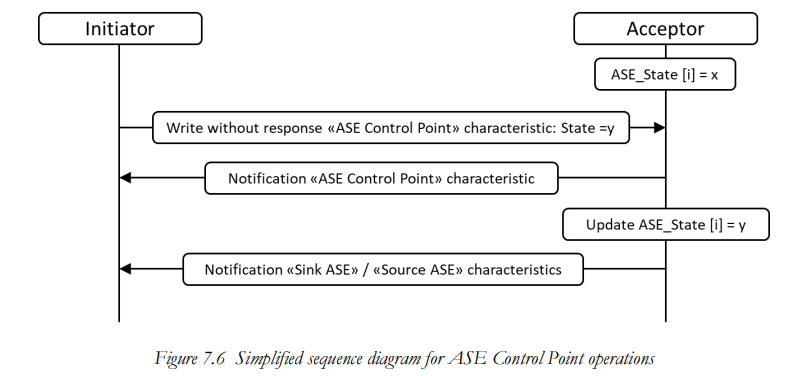 Initiator
Acceptor
ASE_State [i] = x
Write without response «ASE Control Point» characteristic: State =y
Notification «ASE Control Point» characteristic
Update ASE_State [i] = y
Notification «Sink ASE» / «Source ASE» characteristics
Figure 7.6 Simplified sequence diagram for ASE Control Point operations